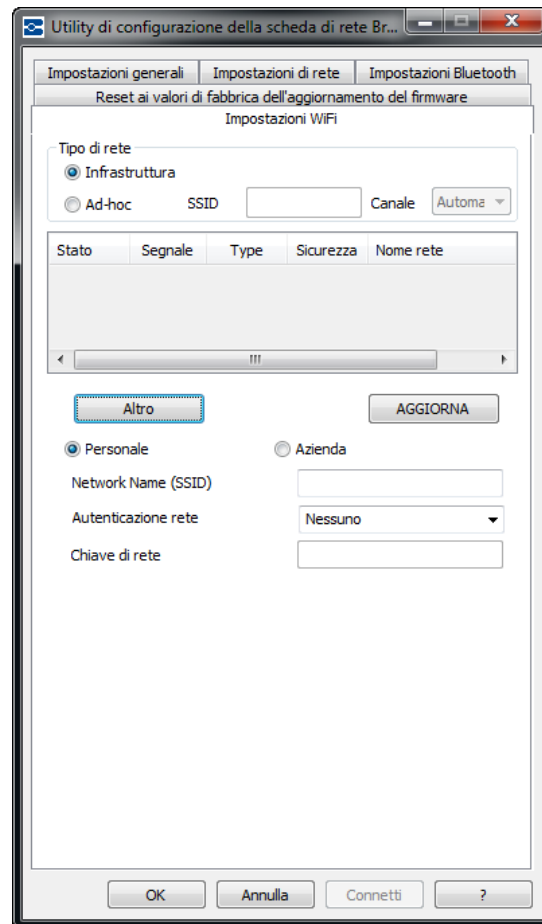 Utility di configurazione della scheda di rete Br...
Impostazioni generali Impostazioni di rete Impostazioni Bluetooth
Reset ai valori di fabbrica dell'aggiornamento del firmware
Impostazioni WiFi
Tipo di rete
Infrastruttura
Ad-hoc SSID Canale Automa
Stato Segnale Type Sicurezza Nome rete
Altro AGGIORNA
Personale Azienda
Network Name (SSID)
Autenticazione rete Nessuno
Chiave di rete
OK Annulla Connetti ?